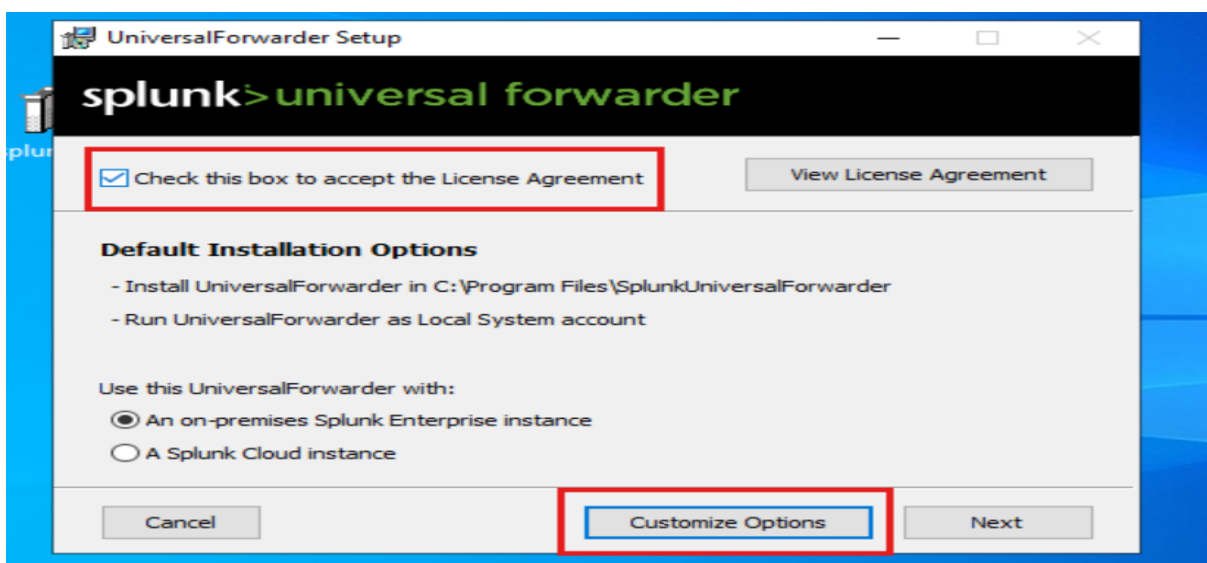 UniversalForwarder Setup
splunk>universal forwarder
splun
Check this box to accept the License Agreement
View License Agreement
Default Installation Options
- Install UniversalForwarder in C:\Program Files\SplunkUniversalForwarder
- Run UniversalForwarder as Local System account
Use this UniversalForwarder with:
An on-premises Splunk Enterprise instance
A Splunk Cloud instance
Cancel
Customize Options
Next